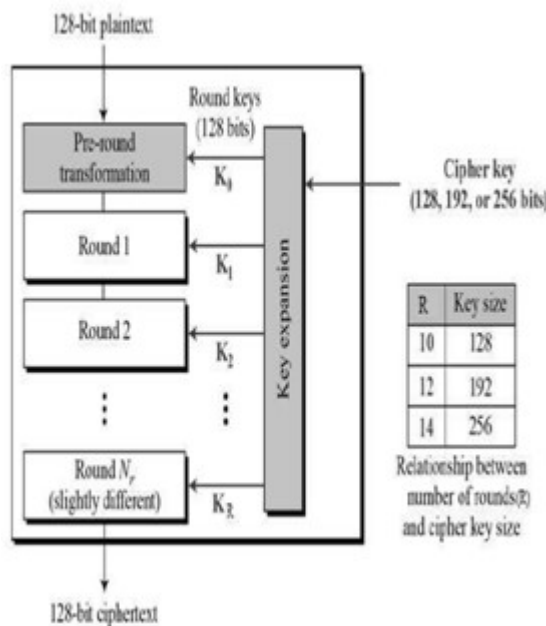 128-bit plaintext
Round keys
(128 bits)
Pre-round
transformation
K₀
Cipher key
(128, 192, or 256 bits)
Round 1
K₁
Round 2
K₂
Key expansion
R Key size
10 128
12 192
14 256
Relationship between
number of rounds(R)
and cipher key size
Round Nᵣ
(slightly different)
K_R
128-bit ciphertext